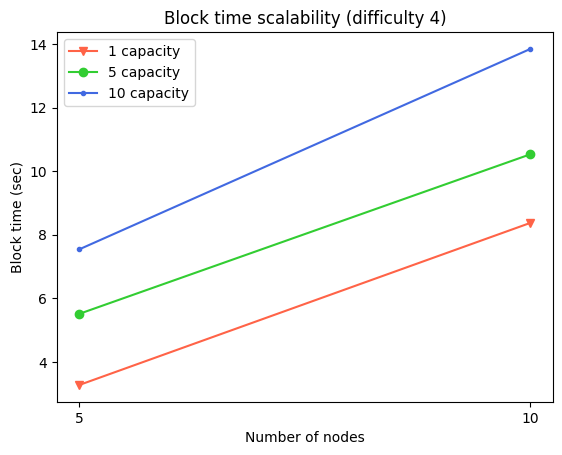 Block time scalability (difficulty 4)
1 capacity
5 capacity
10 capacity
Block time (sec)
14
12
10
8
6
4
5
10
Number of nodes